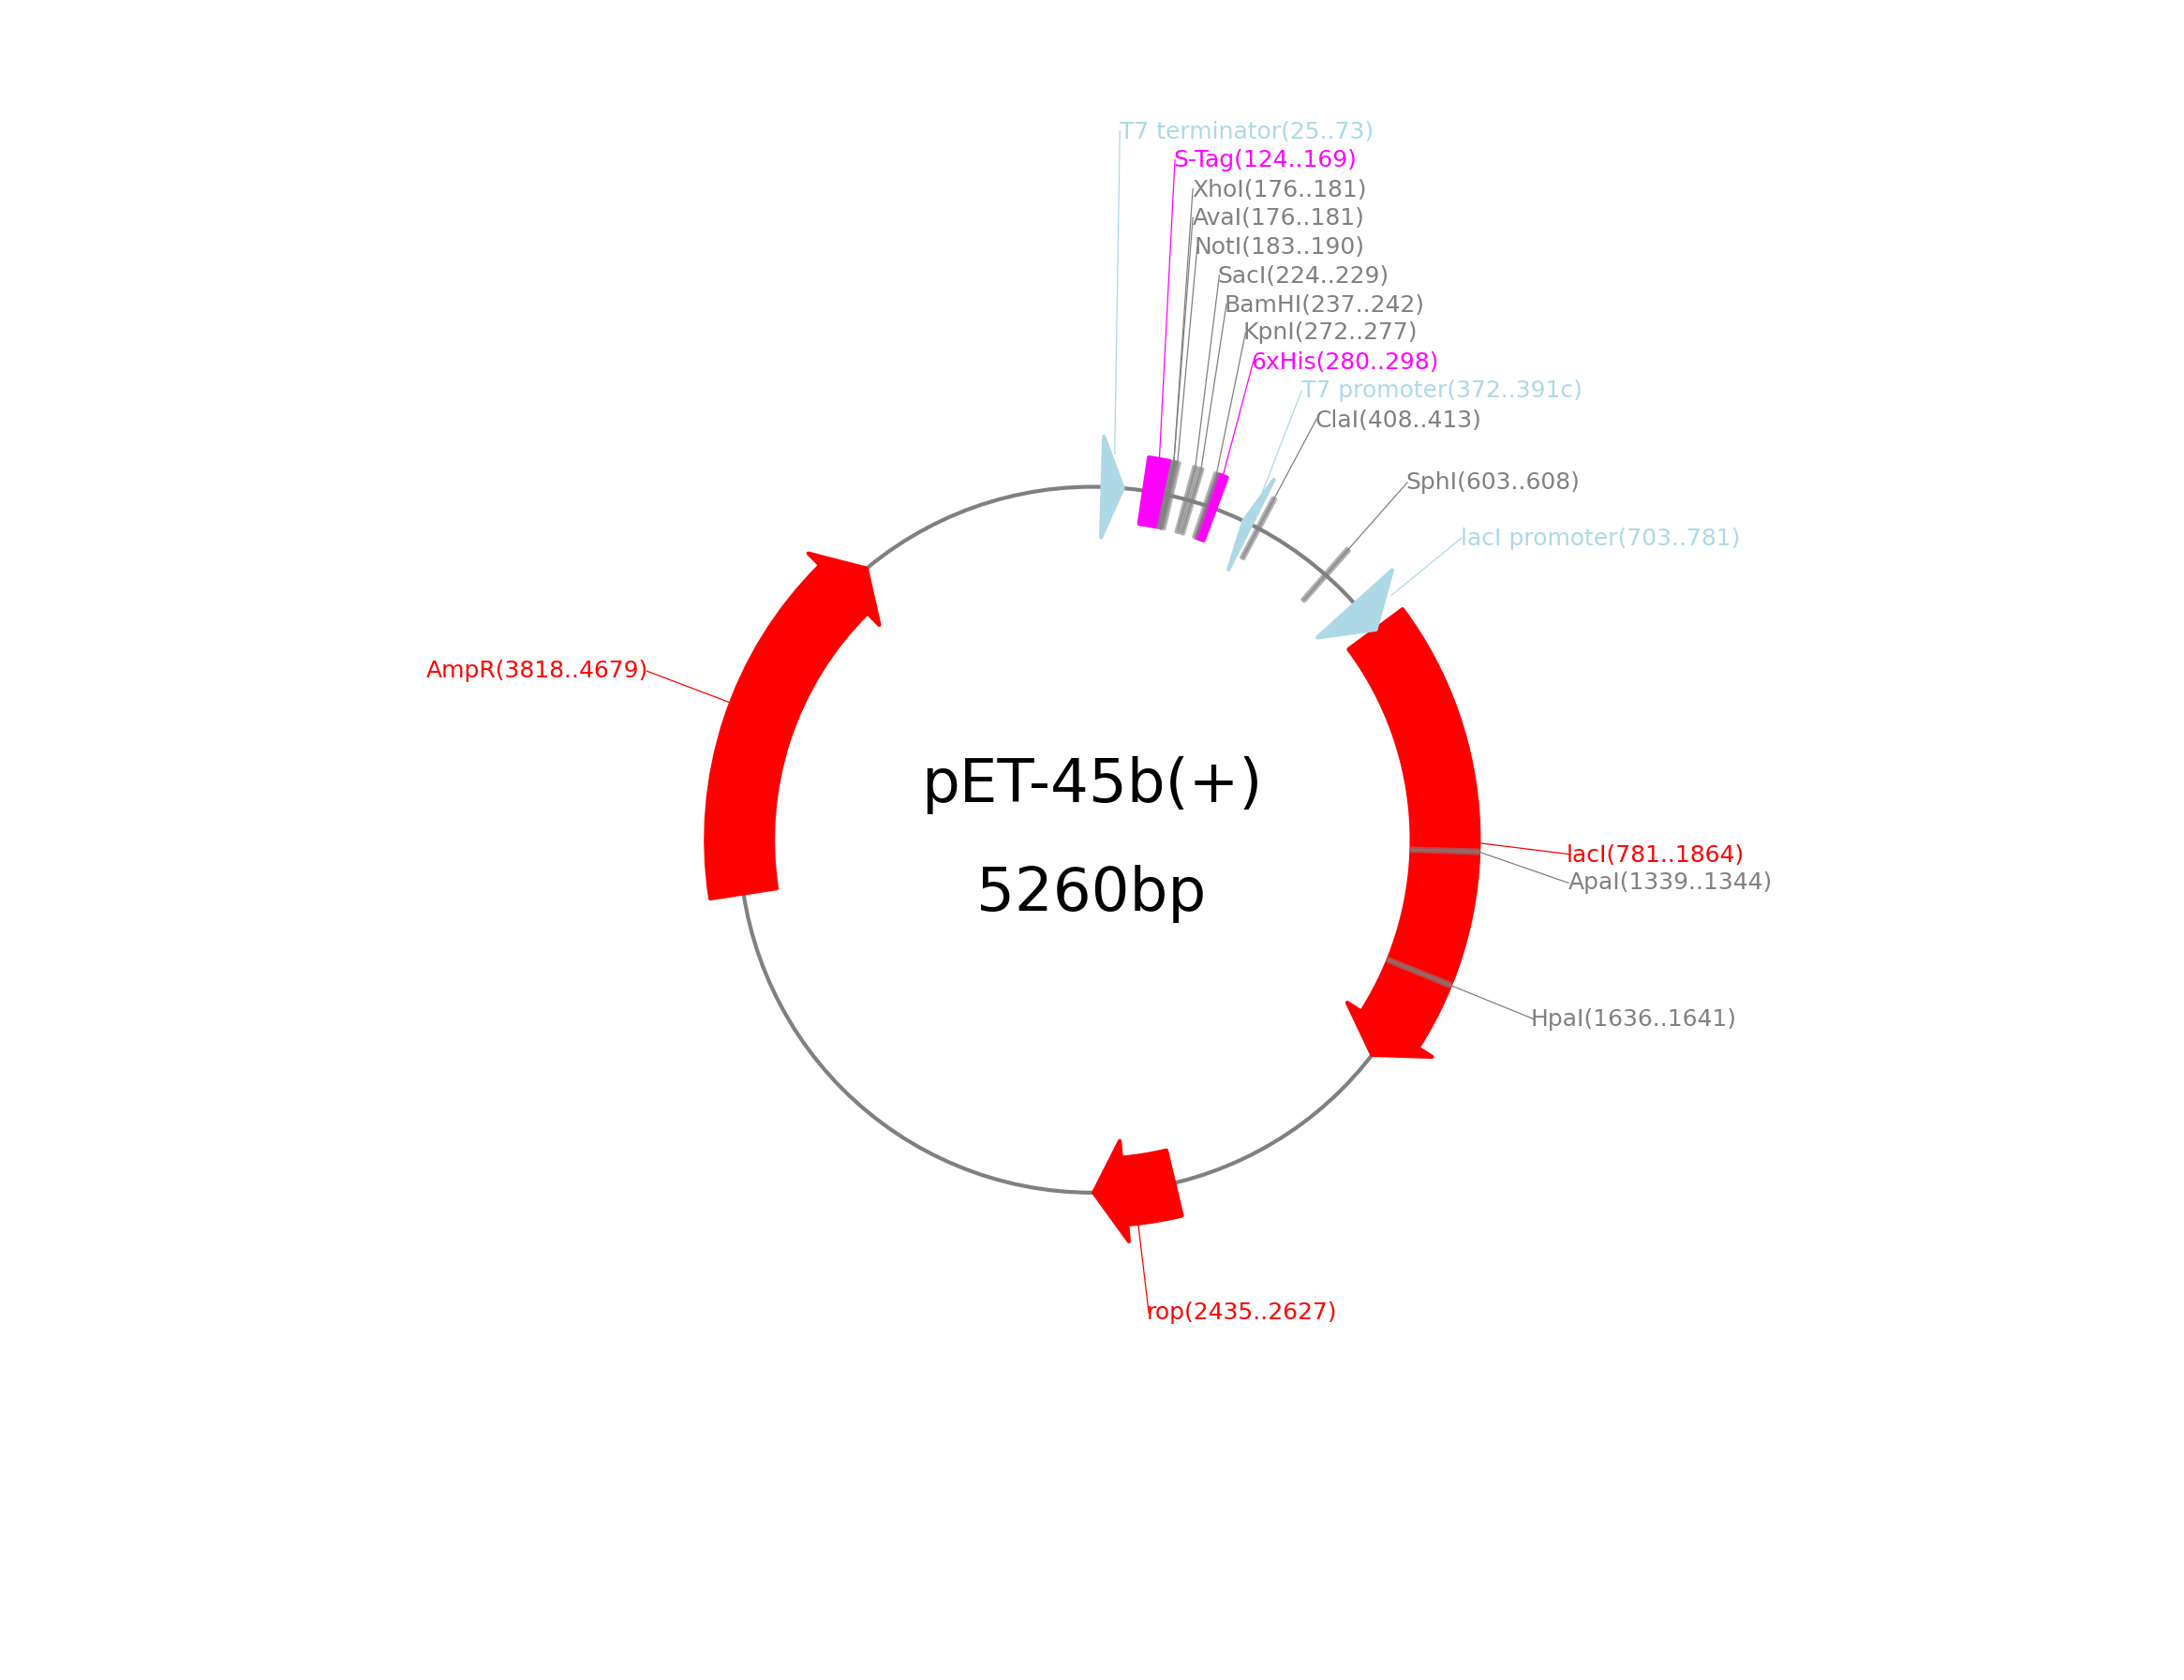 T7 terminator(25..73)
S-Tag(124..169)
XhoI(176..181)
AvaI(176..181)
NotI(183..190)
SacI(224..229)
BamHI(237..242)
KpnI(272..277)
6xHis(280..298)
T7 promoter(372..391c)
ClaI(408..413)
SphI(603..608)
lacI promoter(703..781)
AmpR(3818..4679)
pET-45b(+)
5260bp
lacI(781..1864)
ApaI(1339..1344)
HpaI(1636..1641)
rop(2435..2627)